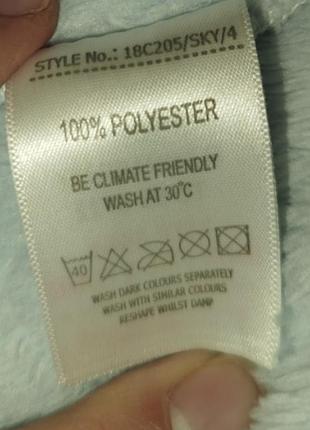 STYLE No.: 18C205/SKY/4
100% POLYESTER
BE CLIMATE FRIENDLY
WASH AT 30°C
40
WASH DARK COLOURS SEPARATELY
WASH WITH SIMILAR COLOURS
RESHAPE WHILST DAMP